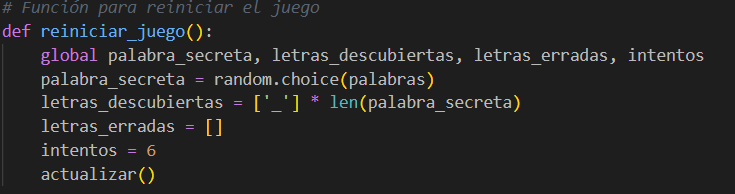 # Función para reiniciar el juego
def reiniciar_juego():
    global palabra_secreta, letras_descubiertas, letras_erradas, intentos
    palabra_secreta = random.choice(palabras)
    letras_descubiertas = ['_'] * len(palabra_secreta)
    letras_erradas = []
    intentos = 6
    actualizar()